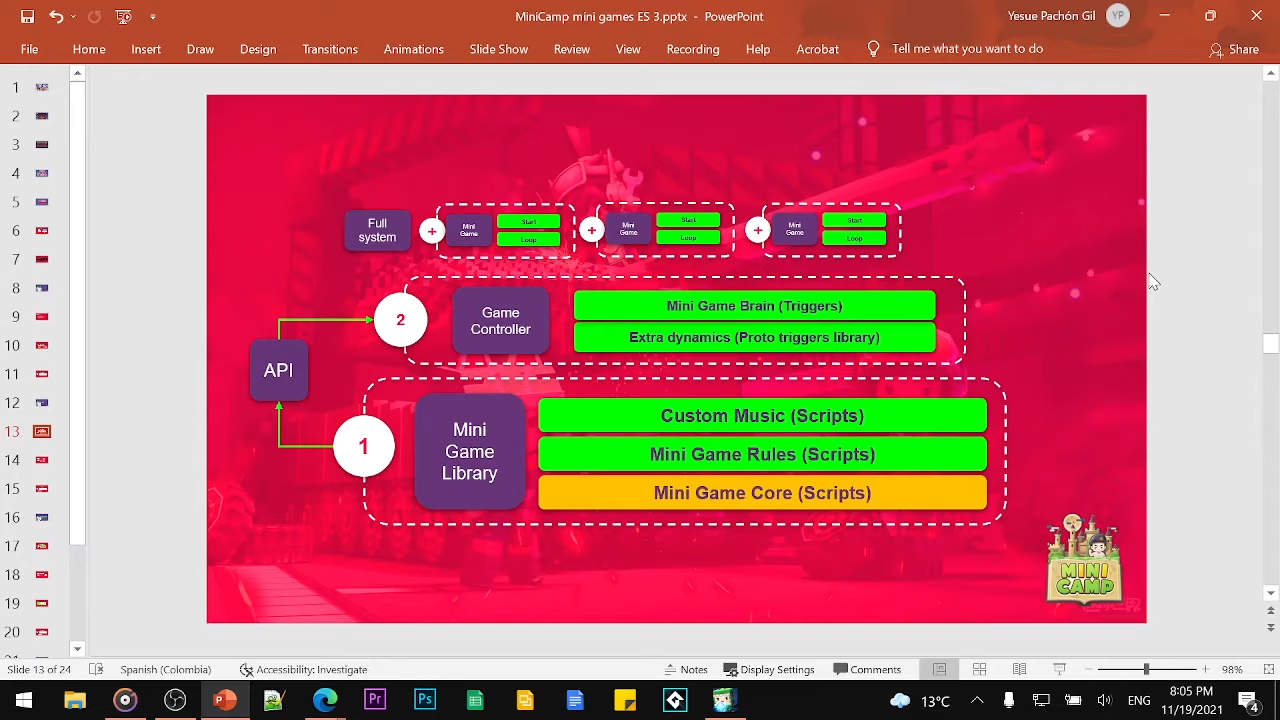 MiniCamp mini games ES 3.pptx - PowerPoint
Yesue Pachón Gil
YP
File Home Insert Draw Design Transitions Animations Slide Show Review View Recording Help Acrobat Tell me what you want to do Share
1
2
3
4
5
7
12
13
14
15
16
17
18
19
20
Full
system
+
Mini
Game
Start
Loop
+
Mini
Game
Start
Loop
+
Mini
Game
Start
Loop
2
Game
Controller
Mini Game Brain (Triggers)
Extra dynamics (Proto triggers library)
API
1
Mini
Game
Library
Custom Music (Scripts)
Mini Game Rules (Scripts)
Mini Game Core (Scripts)
MINI
CAMP
Slide 13 of 24 Spanish (Colombia) Accessibility: Investigate Notes Display Settings Comments 98%
Pr Ps 13°C ENG 8:05 PM
11/19/2021
4